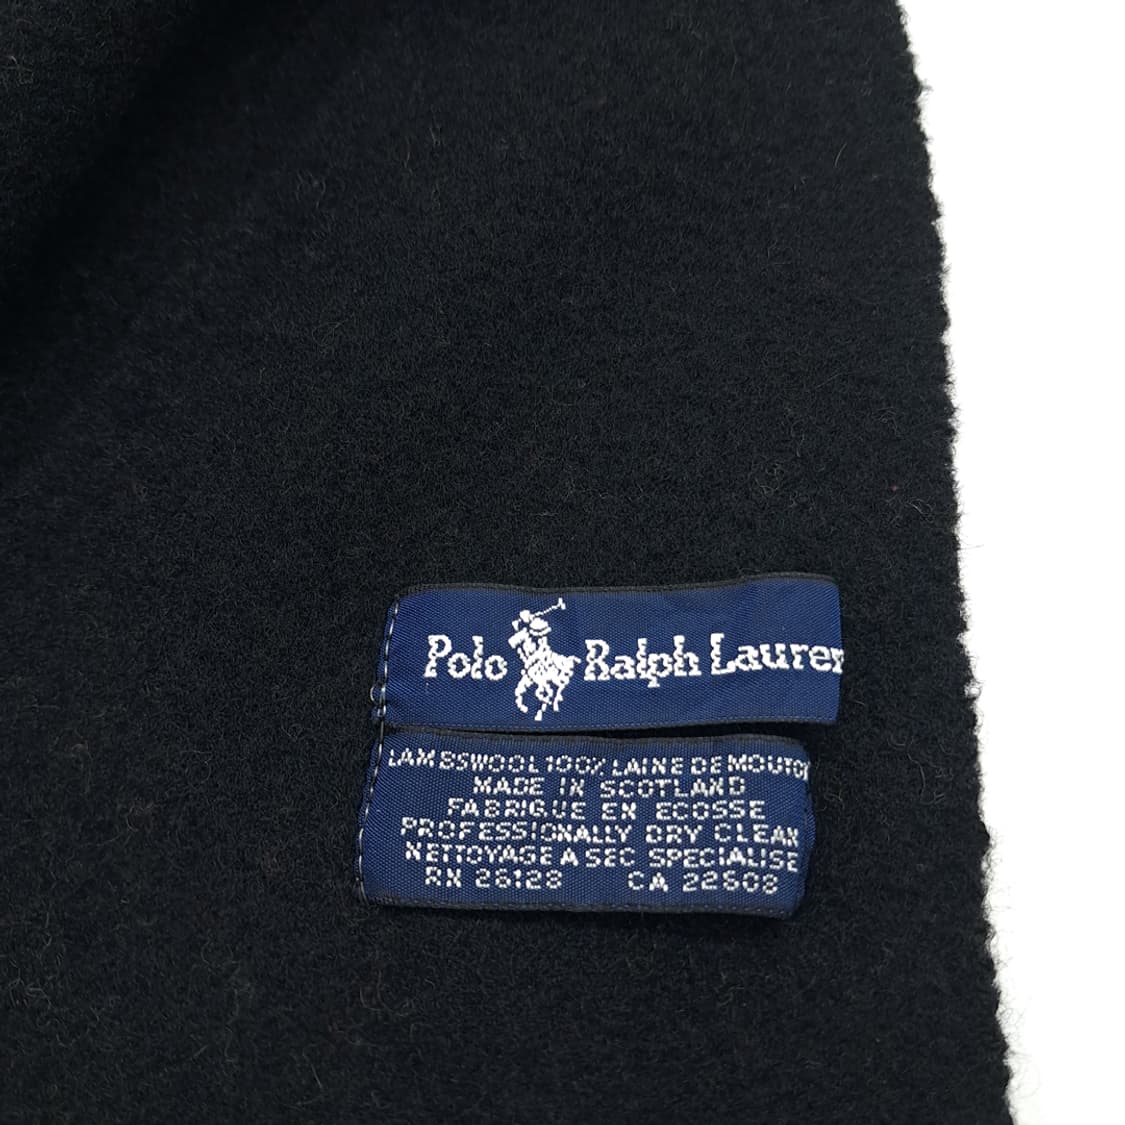 Polo Ralph Lauren
LAMBSWOOL 100% LAINE DE MOUTON
MADE IN SCOTLAND
FABRIQUE EN ECOSSE
PROFESSIONALLY DRY CLEAN
NETTOYAGE A SEC SPECIALISE
RN 26128 CA 22508